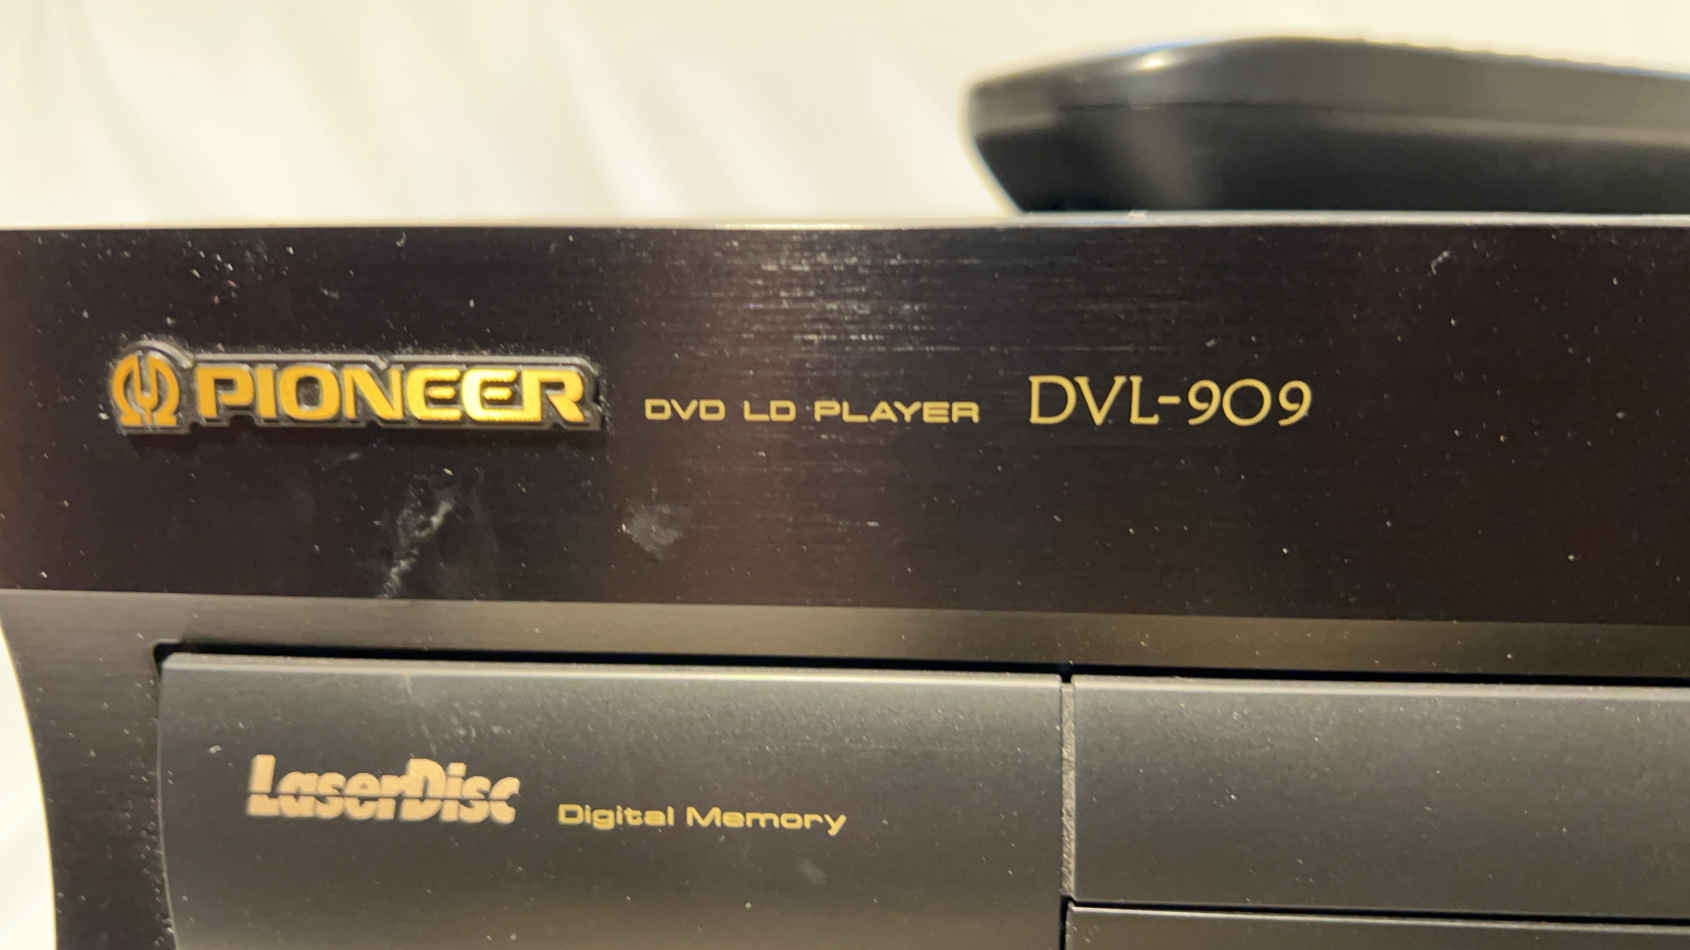 PIONEER DVD LD PLAYER DVL-909
LaserDisc Digital Memory